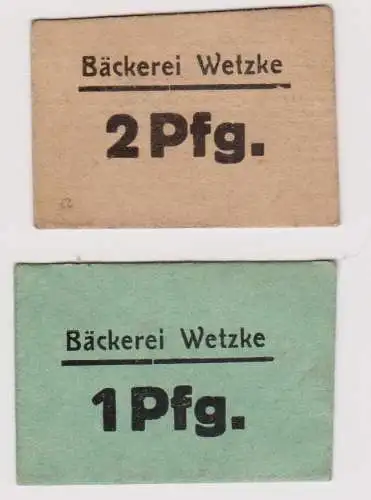 Bäckerei Wetzke
2 Pfg.
Bäckerei Wetzke
1 Pfg.